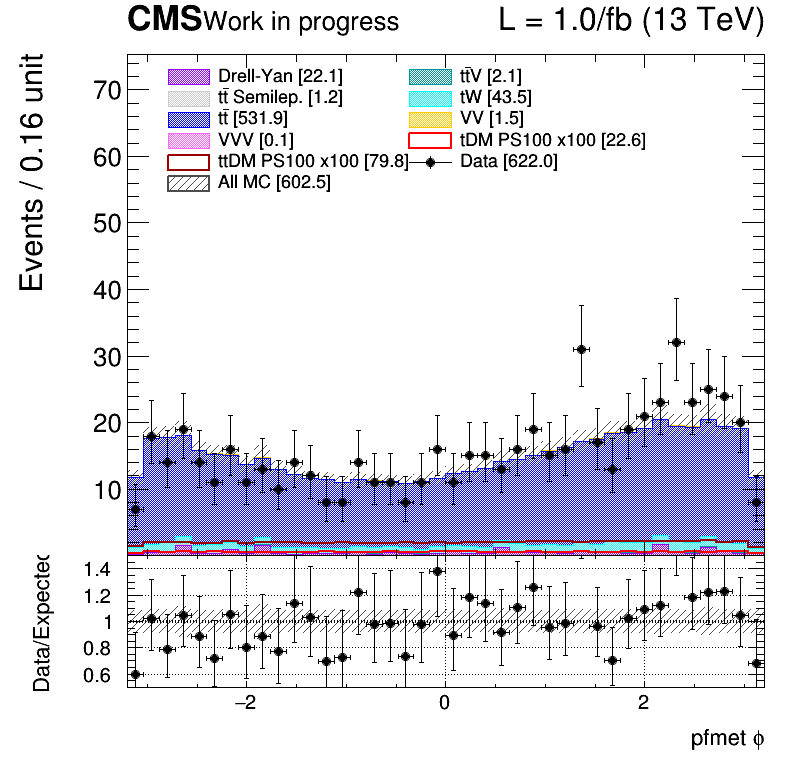 CMS Work in progress L = 1.0/fb (13 TeV)
Events / 0.16 unit
70
60
50
40
30
20
10
Drell-Yan [22.1] tt̄V [2.1]
tt̄ Semilep. [1.2] tW [43.5]
tt̄ [531.9] VV [1.5]
VVV [0.1] tDM PS100 x100 [22.6]
ttDM PS100 x100 [79.8] Data [622.0]
All MC [602.5]
Data/Expected
1.4
1.2
1
0.8
0.6
−2 0 2
pfmet ϕ